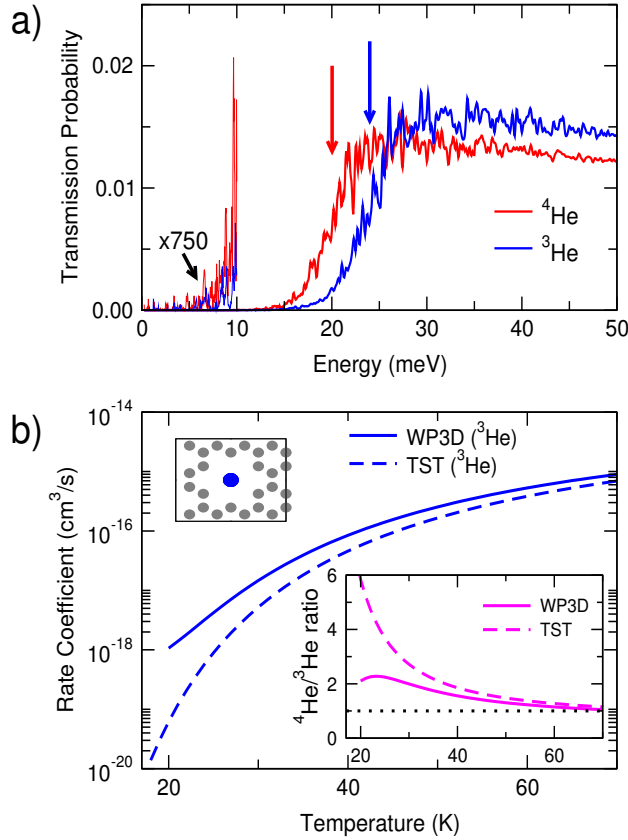 a)
Transmission Probability
0.02
0.01
0.00
x750
⁴He
³He
0 10 20 30 40 50
Energy (meV)
b)
Rate Coefficient (cm³/s)
10⁻¹⁴
10⁻¹⁶
10⁻¹⁸
10⁻²⁰
WP3D (³He)
TST (³He)
⁴He/³He ratio
6
4
2
0
WP3D
TST
20 40 60
20 40 60
Temperature (K)